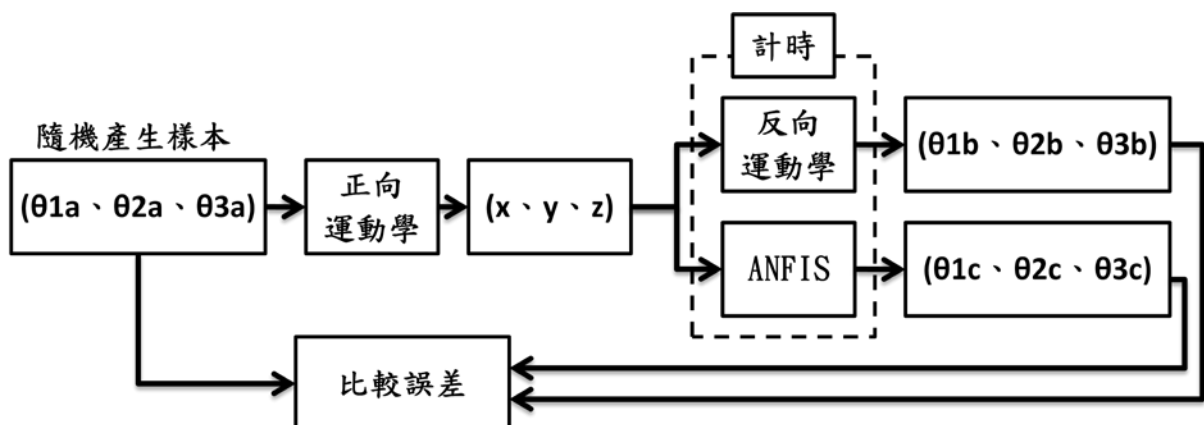 計時
隨機產生樣本
(θ1a、θ2a、θ3a)
正向
運動學
(x、y、z)
反向
運動學
(θ1b、θ2b、θ3b)
ANFIS
(θ1c、θ2c、θ3c)
比較誤差